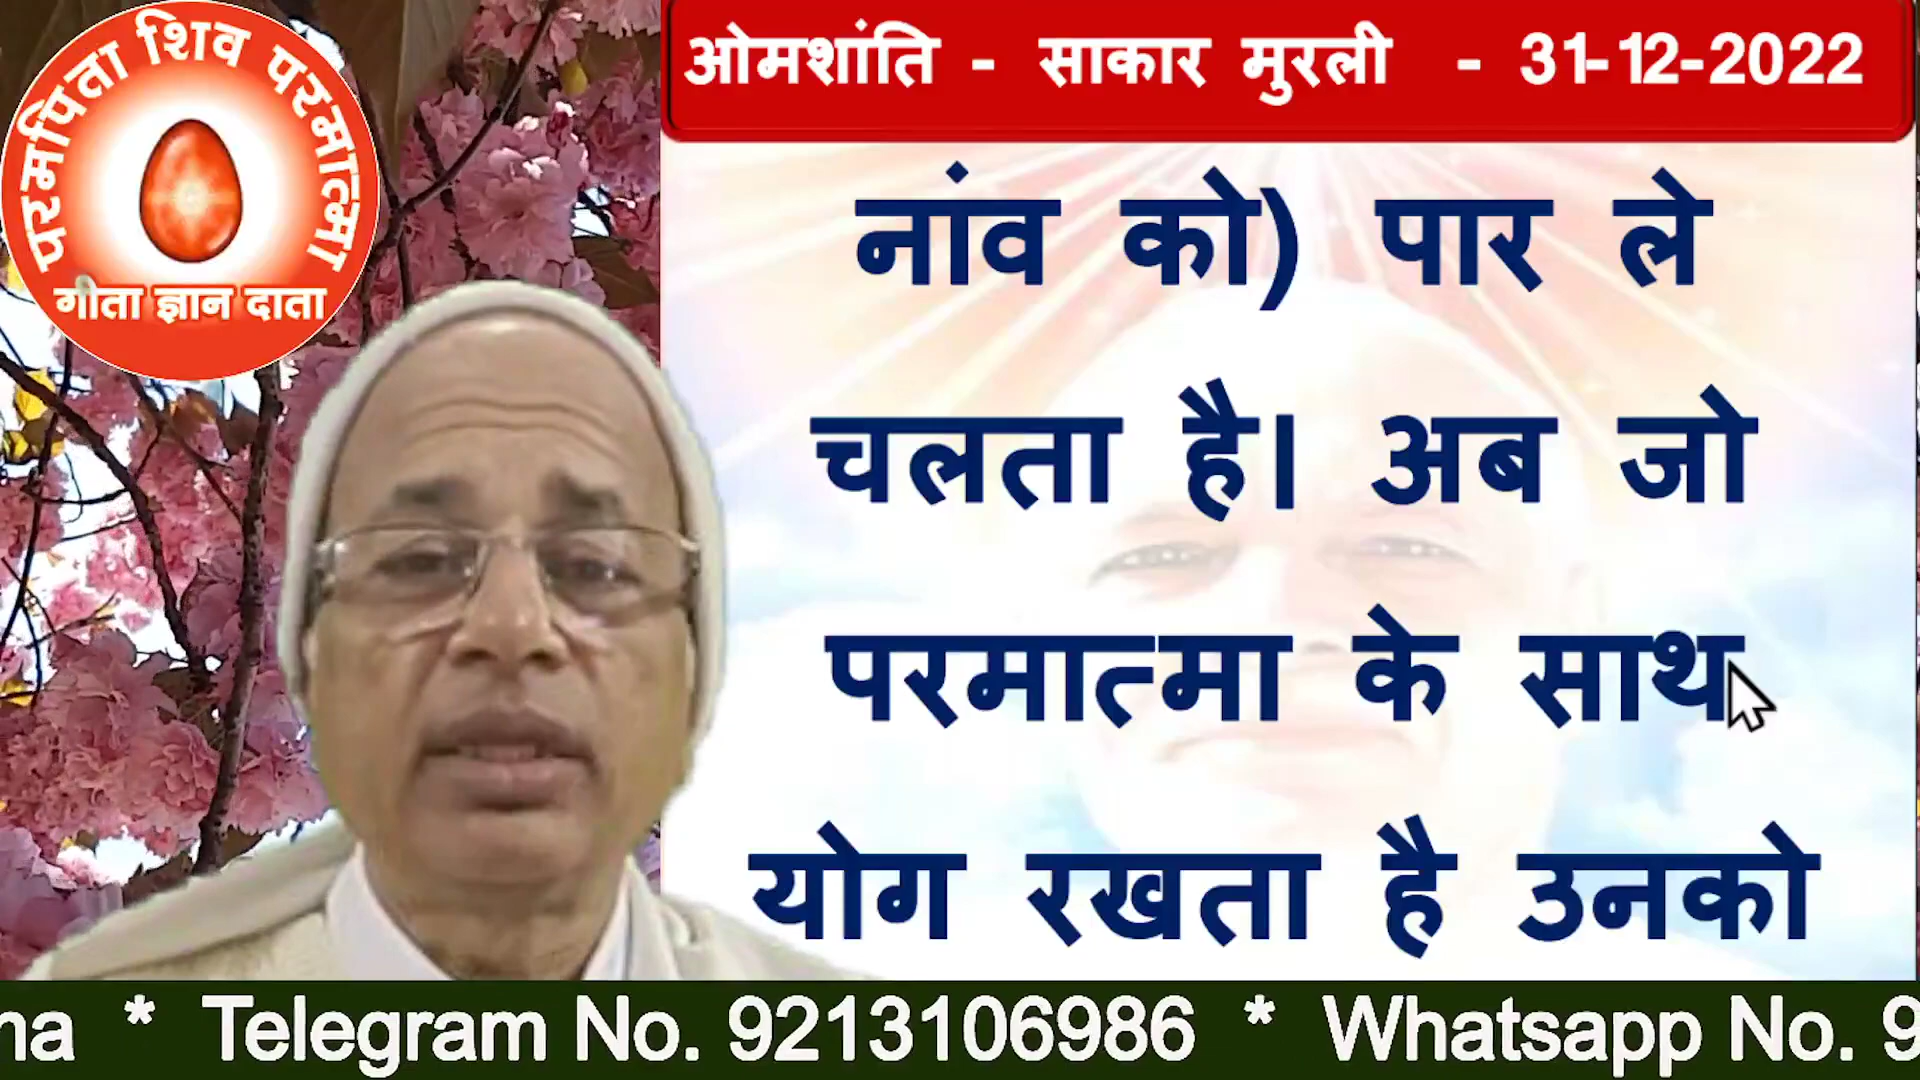 परमपिता शिव परमात्मा
गीता ज्ञान दाता
ओमशांति - साकार मुरली - 31-12-2022
नांव को) पार ले
चलता है। अब जो
परमात्मा के साथ
योग रखता है उनको
na * Telegram No. 9213106986 * Whatsapp No. 9